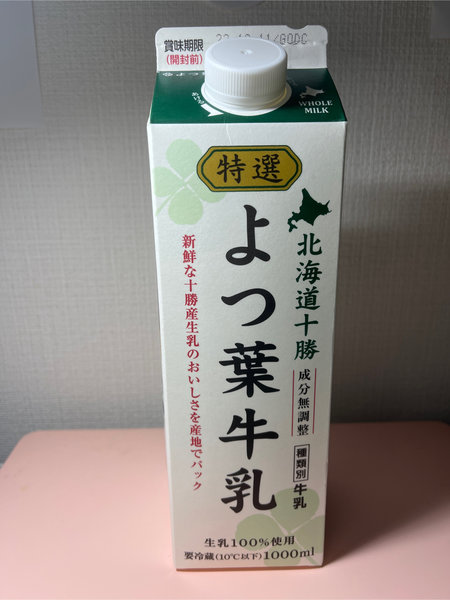 賞味期限
(開封前)
WHOLE
MILK
特選
北海道十勝
よつ葉牛乳
新鮮な十勝産生乳のおいしさを産地でパック
成分無調整
種類別
牛乳
生乳100%使用
要冷蔵(10℃以下)1000ml